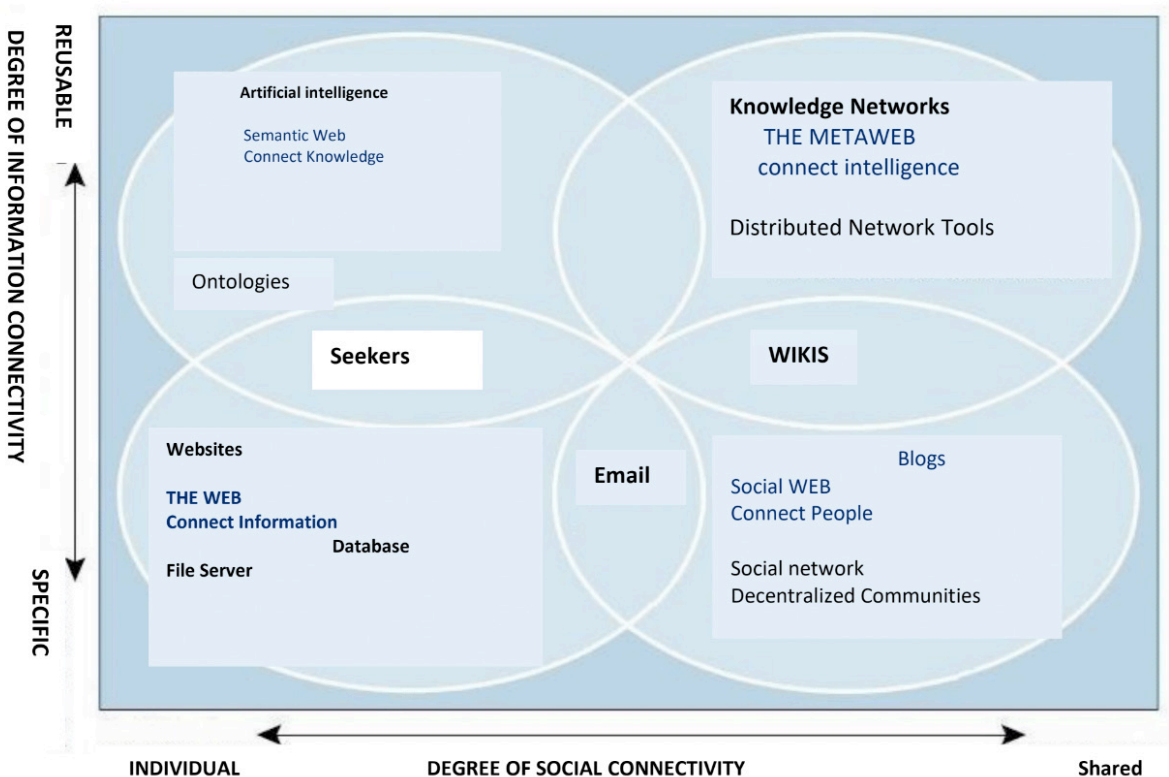 REUSABLE
DEGREE OF INFORMATION CONNECTIVITY
SPECIFIC
Artificial intelligence
Semantic Web
Connect Knowledge
Ontologies
Knowledge Networks
THE METAWEB
connect intelligence
Distributed Network Tools
Seekers
WIKIS
Websites
THE WEB
Connect Information
Database
File Server
Email
Blogs
Social WEB
Connect People
Social network
Decentralized Communities
INDIVIDUAL
DEGREE OF SOCIAL CONNECTIVITY
Shared